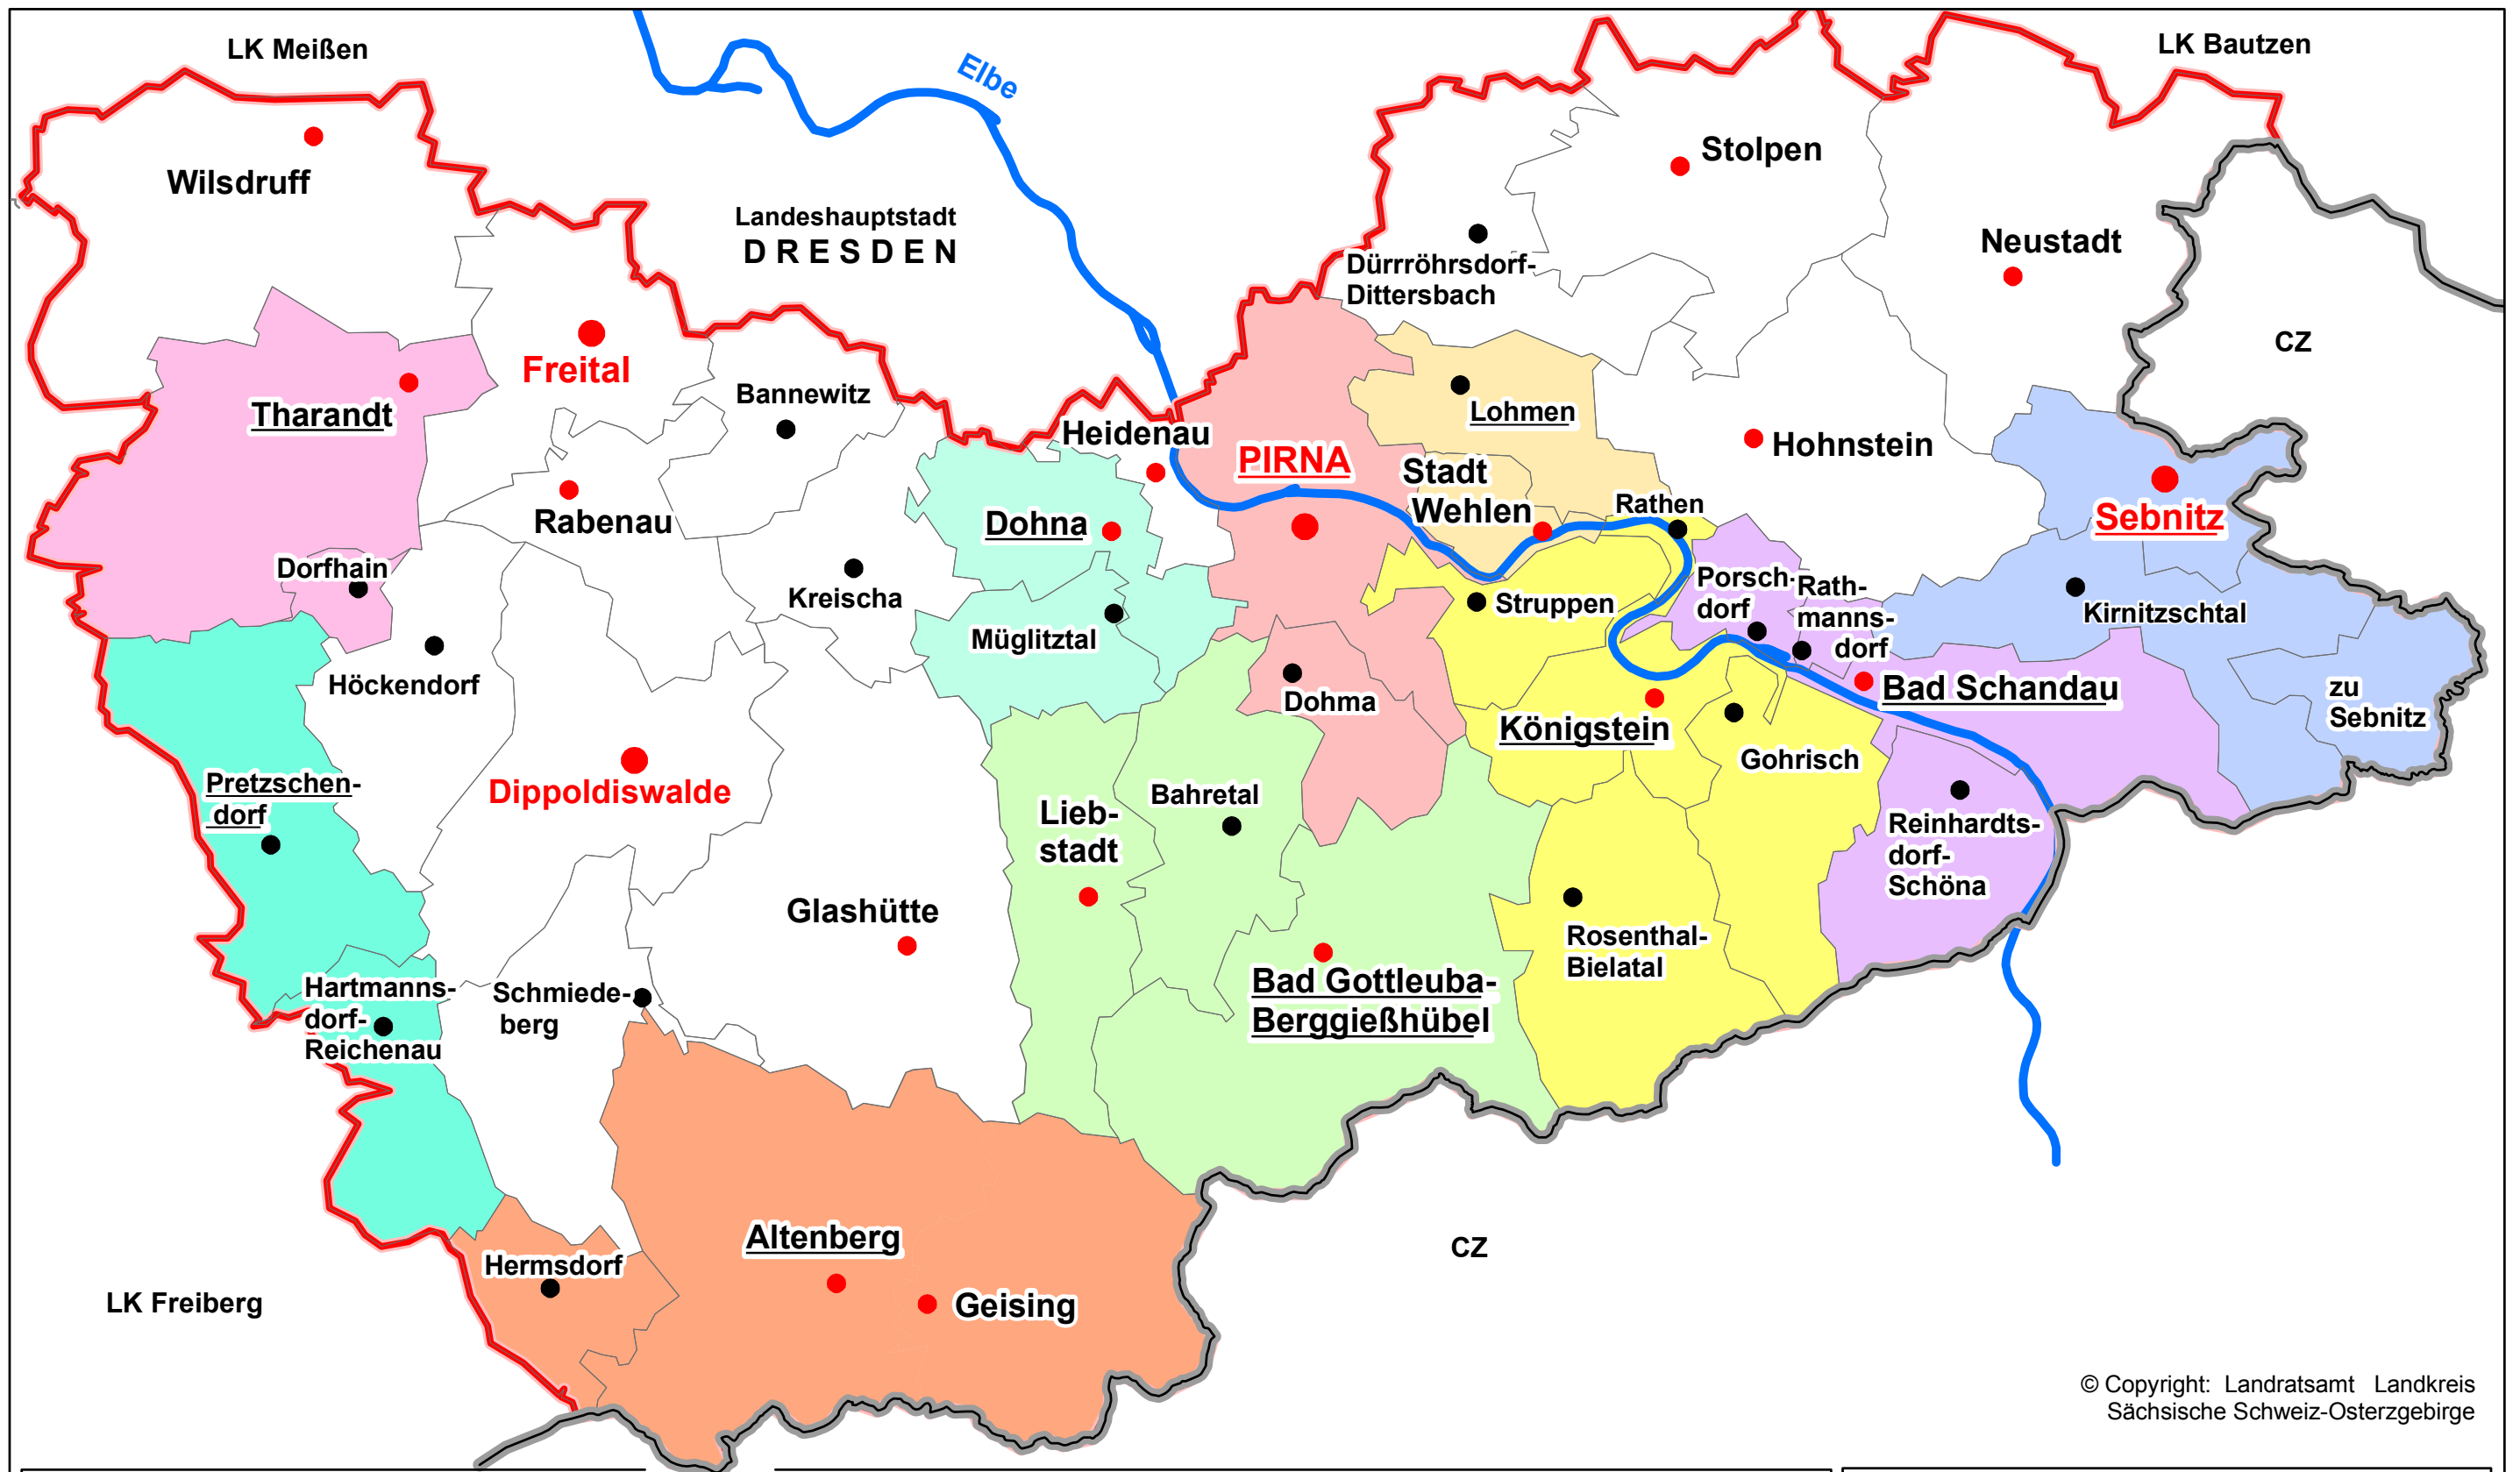 LK Meißen
LK Bautzen
Elbe
Wilsdruff
Stolpen
Landeshauptstadt
DRESDEN
Neustadt
Dürrröhrsdorf-
Dittersbach
CZ
Freital
Bannewitz
Tharandt
Lohmen
Heidenau
Hohnstein
PIRNA
Stadt
Wehlen
Rathen
Sebnitz
Rabenau
Dohna
Dorfhain
Kreischa
Struppen
Porsch-
dorf
Rath-
manns-
dorf
Kirnitzschtal
Müglitztal
Höckendorf
Dohma
Bad Schandau
zu
Sebnitz
Königstein
Gohrisch
Pretzschen-
dorf
Dippoldiswalde
Bahretal
Lieb-
stadt
Reinhardts-
dorf-
Schöna
Glashütte
Rosenthal-
Bielatal
Hartmanns-
dorf-
Reichenau
Schmiede-
berg
Bad Gottleuba-
Berggießhübel
Altenberg
CZ
Hermsdorf
LK Freiberg
Geising
© Copyright: Landratsamt Landkreis
Sächsische Schweiz-Osterzgebirge